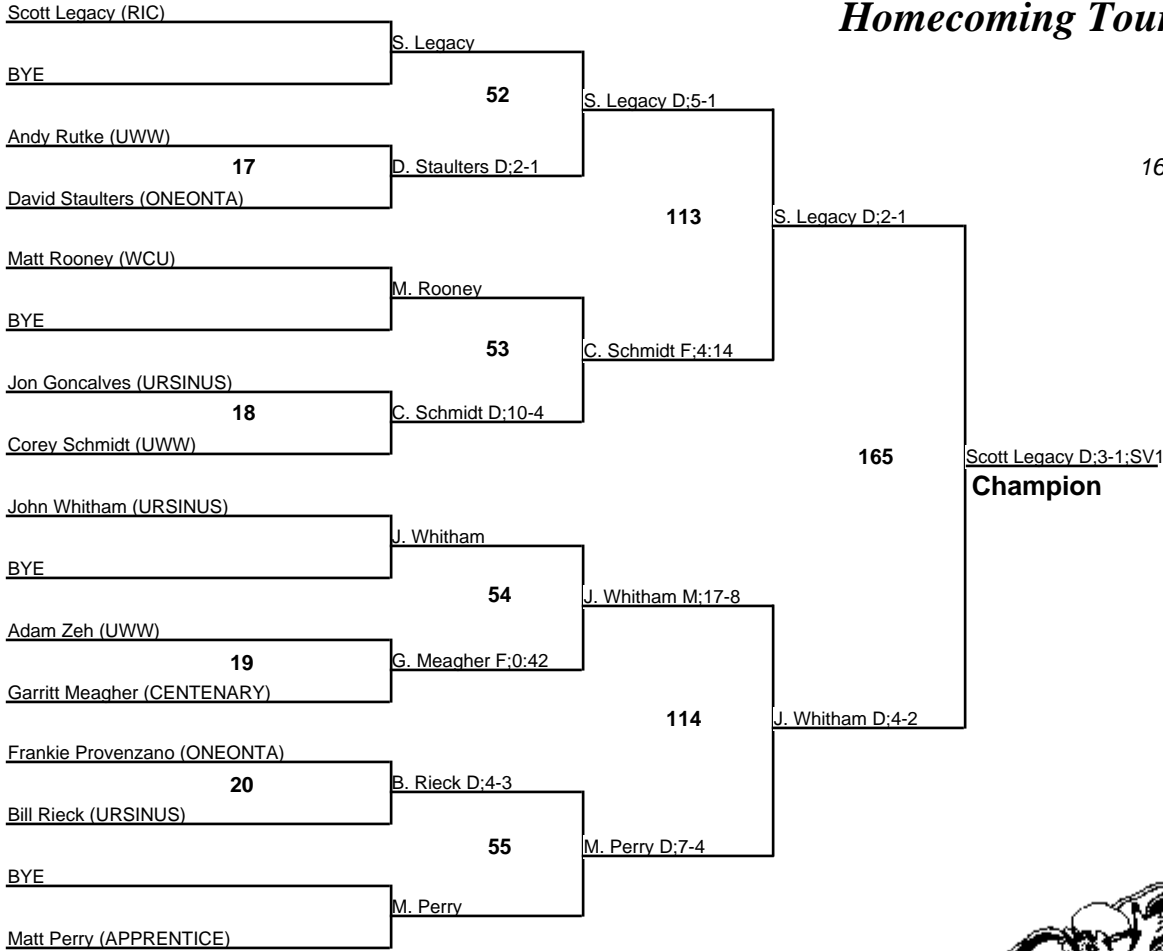 Homecoming Tour
Scott Legacy (RIC)
S. Legacy
BYE
52
S. Legacy D;5-1
Andy Rutke (UWW)
17
D. Staulters D;2-1
16
David Staulters (ONEONTA)
113
S. Legacy D;2-1
Matt Rooney (WCU)
M. Rooney
BYE
53
C. Schmidt F;4:14
Jon Goncalves (URSINUS)
18
C. Schmidt D;10-4
Corey Schmidt (UWW)
165
Scott Legacy D;3-1;SV1
Champion
John Whitham (URSINUS)
J. Whitham
BYE
54
J. Whitham M;17-8
Adam Zeh (UWW)
19
G. Meagher F;0:42
Garritt Meagher (CENTENARY)
114
J. Whitham D;4-2
Frankie Provenzano (ONEONTA)
20
B. Rieck D;4-3
Bill Rieck (URSINUS)
55
M. Perry D;7-4
BYE
M. Perry
Matt Perry (APPRENTICE)